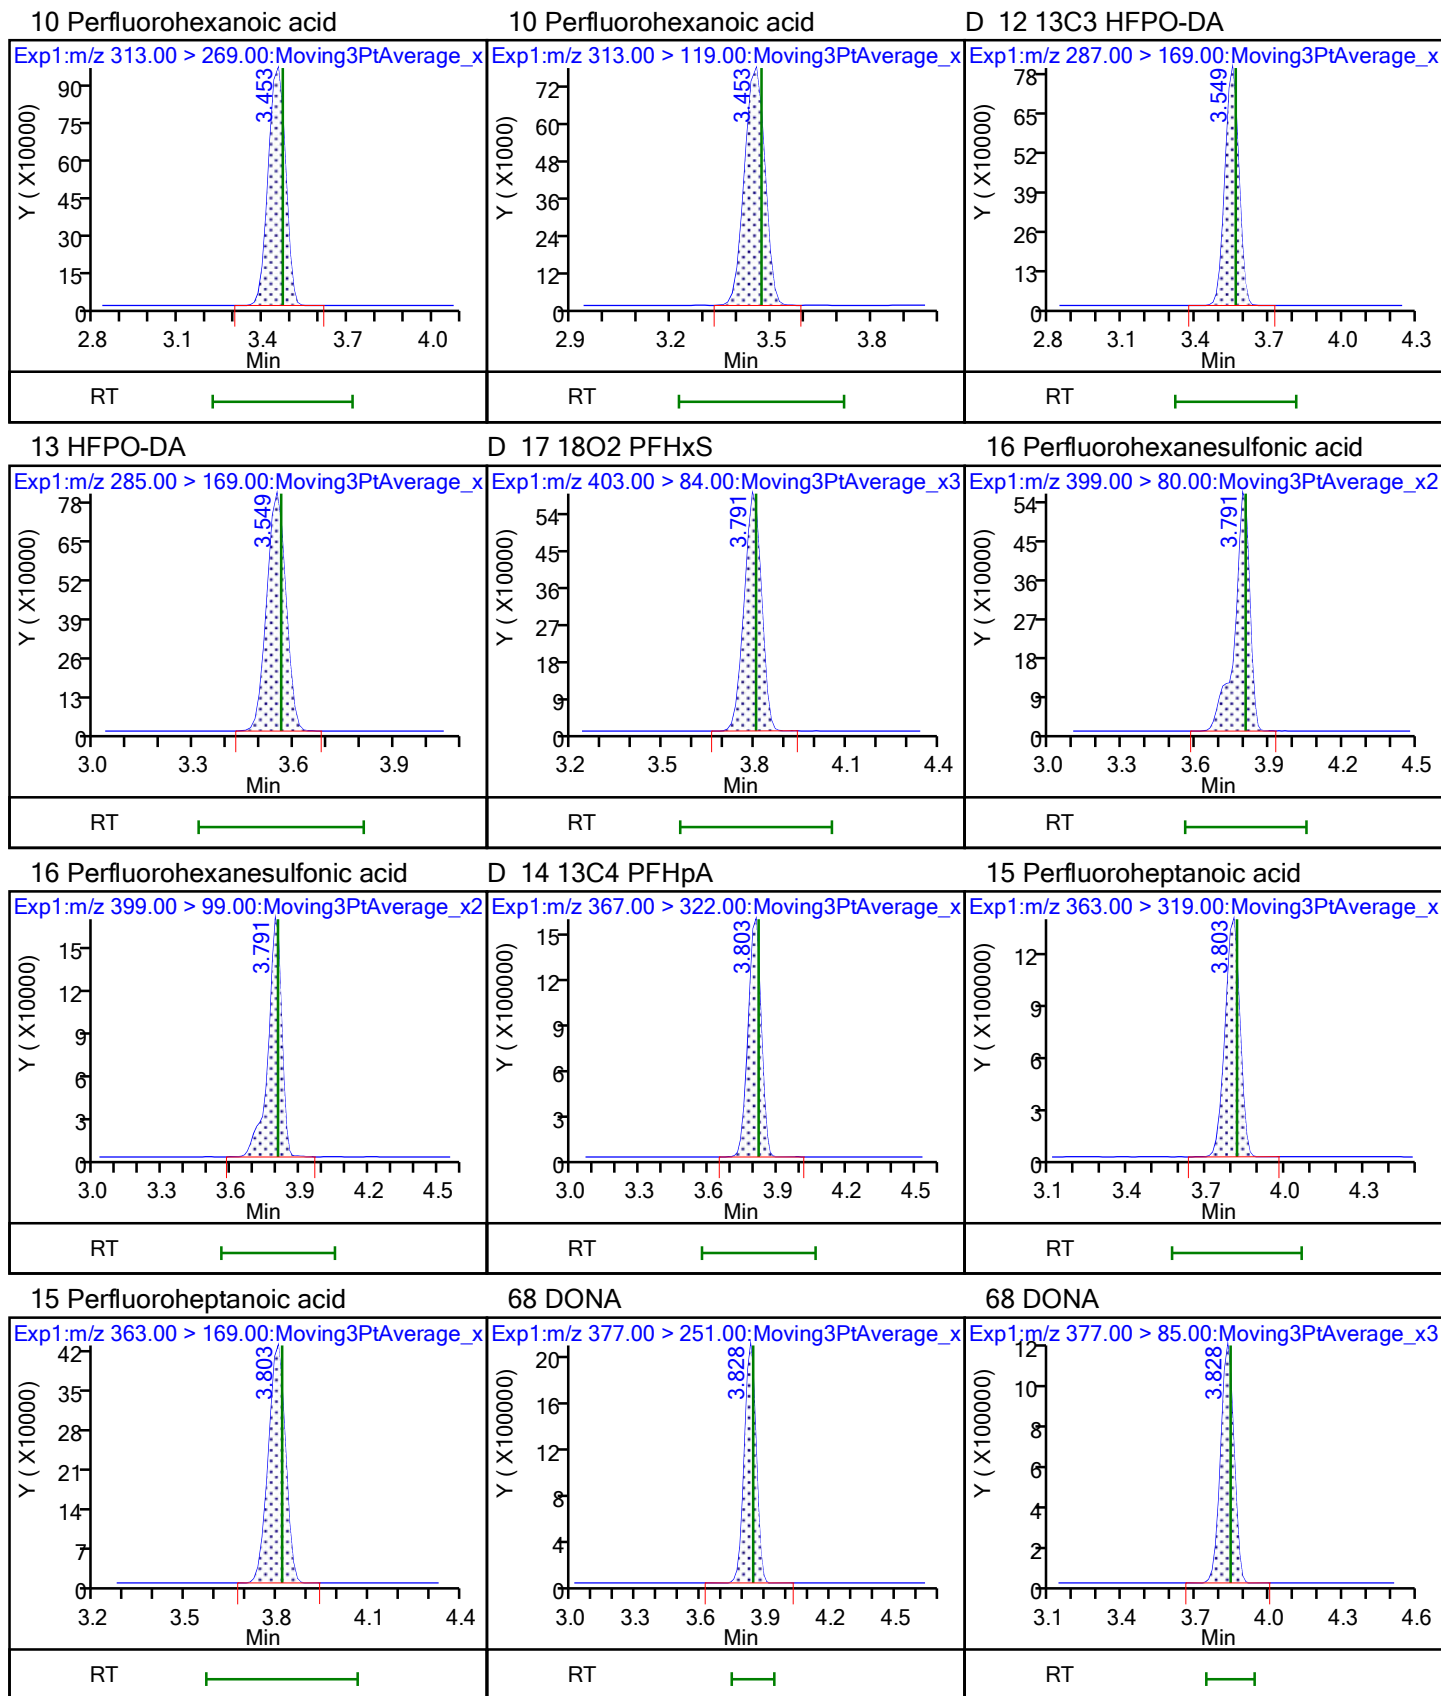 10 Perfluorohexanoic acid
Exp1:m/z 313.00 > 269.00:Moving3PtAverage_x
Y ( X10000)
90
75
60
45
30
15
0
3.453
2.8 3.1 3.4 3.7 4.0
Min
RT
10 Perfluorohexanoic acid
Exp1:m/z 313.00 > 119.00:Moving3PtAverage_x
Y ( X1000)
72
60
48
36
24
12
0
3.453
2.9 3.2 3.5 3.8
Min
RT
D 12 13C3 HFPO-DA
Exp1:m/z 287.00 > 169.00:Moving3PtAverage_x
Y ( X10000)
78
65
52
39
26
13
0
3.549
2.8 3.1 3.4 3.7 4.0 4.3
Min
RT
13 HFPO-DA
Exp1:m/z 285.00 > 169.00:Moving3PtAverage_x
Y ( X10000)
78
65
52
39
26
13
0
3.549
3.0 3.3 3.6 3.9
Min
RT
D 17 18O2 PFHxS
Exp1:m/z 403.00 > 84.00:Moving3PtAverage_x3
Y ( X10000)
54
45
36
27
18
9
0
3.791
3.2 3.5 3.8 4.1 4.4
Min
RT
16 Perfluorohexanesulfonic acid
Exp1:m/z 399.00 > 80.00:Moving3PtAverage_x2
Y ( X10000)
54
45
36
27
18
9
0
3.791
3.0 3.3 3.6 3.9 4.2 4.5
Min
RT
16 Perfluorohexanesulfonic acid
Exp1:m/z 399.00 > 99.00:Moving3PtAverage_x2
Y ( X10000)
15
12
9
6
3
0
3.791
3.0 3.3 3.6 3.9 4.2 4.5
Min
RT
D 14 13C4 PFHpA
Exp1:m/z 367.00 > 322.00:Moving3PtAverage_x
Y ( X100000)
15
12
9
6
3
0
3.803
3.0 3.3 3.6 3.9 4.2 4.5
Min
RT
15 Perfluoroheptanoic acid
Exp1:m/z 363.00 > 319.00:Moving3PtAverage_x
Y ( X100000)
12
9
6
3
0
3.803
3.1 3.4 3.7 4.0 4.3
Min
RT
15 Perfluoroheptanoic acid
Exp1:m/z 363.00 > 169.00:Moving3PtAverage_x
Y ( X10000)
42
35
28
21
14
7
0
3.803
3.2 3.5 3.8 4.1 4.4
Min
RT
68 DONA
Exp1:m/z 377.00 > 251.00:Moving3PtAverage_x
Y ( X100000)
20
16
12
8
4
0
3.828
3.0 3.3 3.6 3.9 4.2 4.5
Min
RT
68 DONA
Exp1:m/z 377.00 > 85.00:Moving3PtAverage_x3
Y ( X100000)
12
10
8
6
4
2
0
3.828
3.1 3.4 3.7 4.0 4.3 4.6
Min
RT